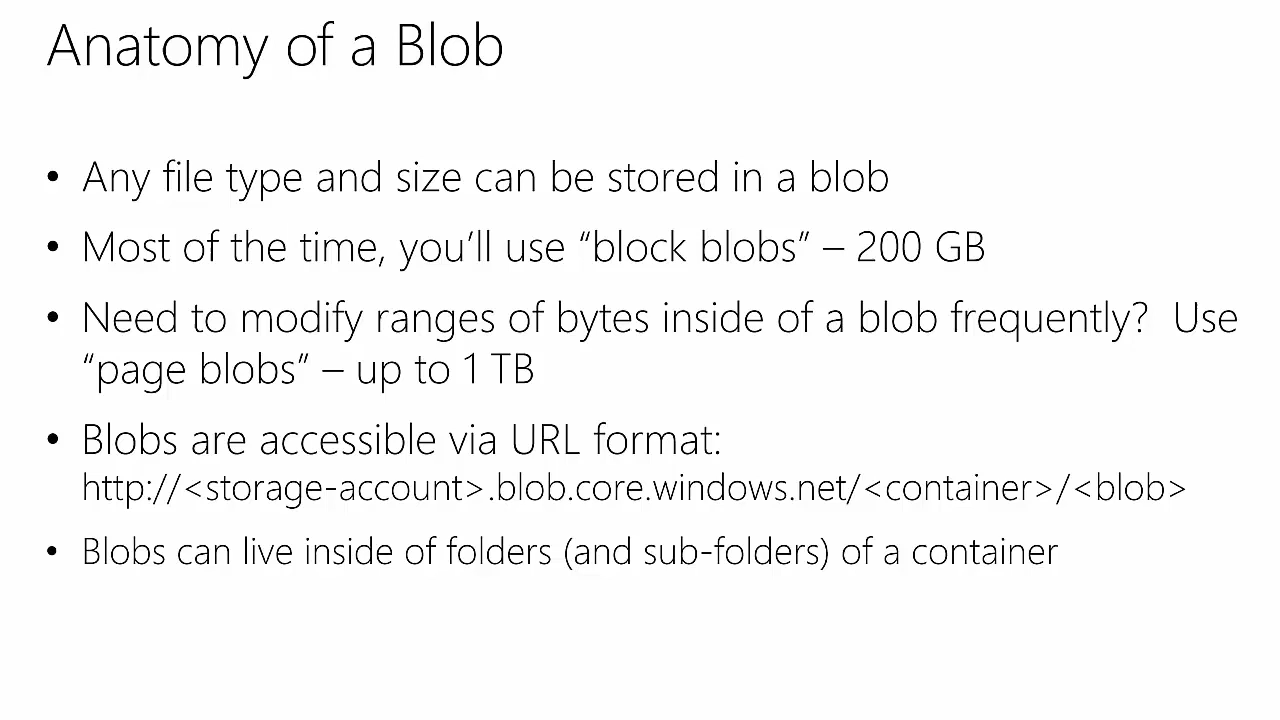 Anatomy of a Blob
• Any file type and size can be stored in a blob
• Most of the time, you’ll use “block blobs” – 200 GB
• Need to modify ranges of bytes inside of a blob frequently? Use
“page blobs” – up to 1 TB
• Blobs are accessible via URL format:
http://<storage-account>.blob.core.windows.net/<container>/<blob>
• Blobs can live inside of folders (and sub-folders) of a container